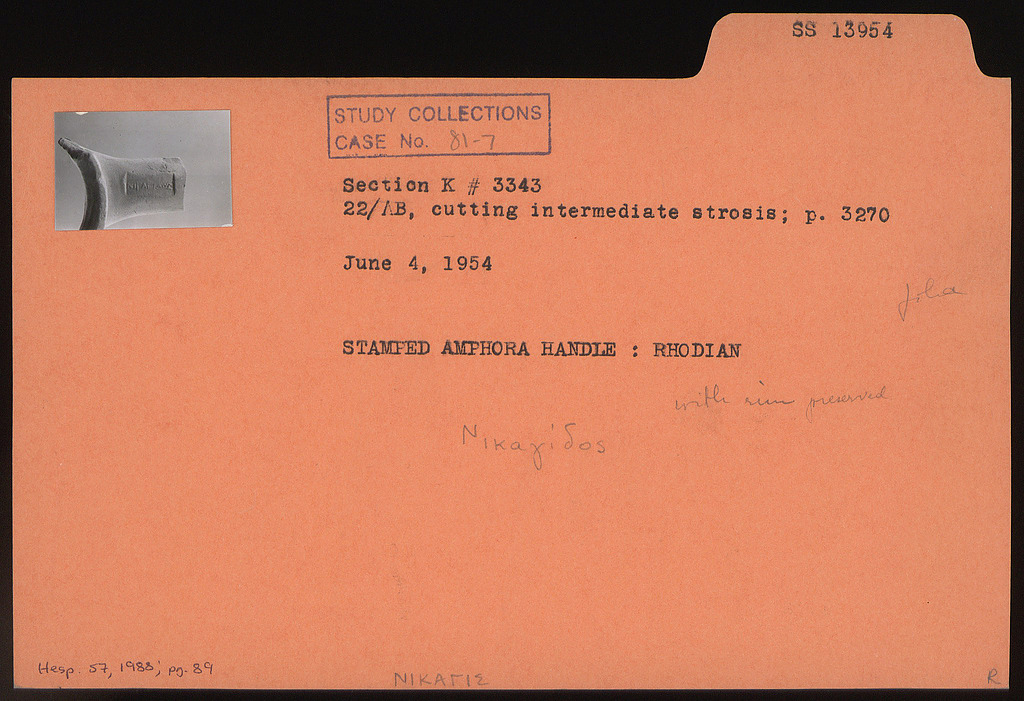 SS 13954
STUDY COLLECTIONS
CASE No. 81-7
Section K # 3343
22/ΛB, cutting intermediate strosis; p. 3270
June 4, 1954
STAMPED AMPHORA HANDLE : RHODIAN
with rim preserved
Νικαγίδος
Hesp. 57, 1988; pg. 89
ΝΙΚΑΓΙΣ
R